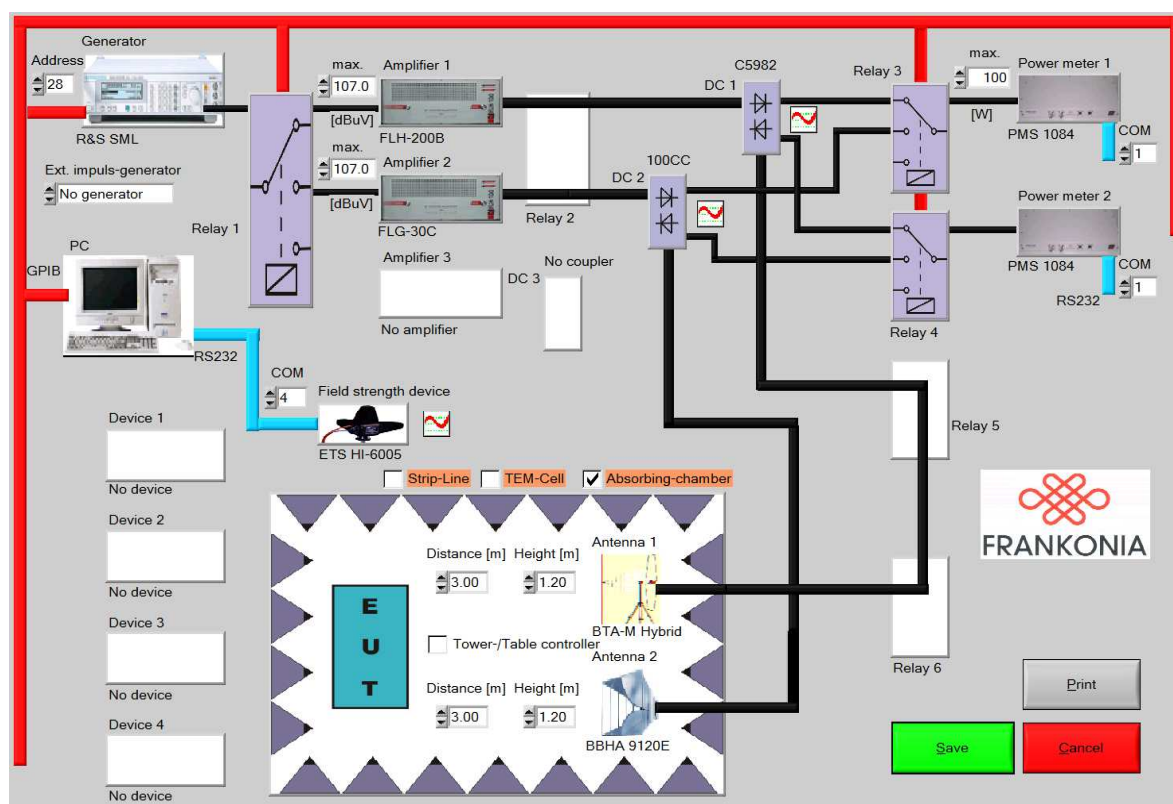 Generator
Address
28
R&S SML
Ext. impuls-generator
No generator
Relay 1
PC
GPIB
RS232
COM
4
Field strength device
ETS HI-6005
max.
107.0
[dBuV]
Amplifier 1
FLH-200B
max.
107.0
[dBuV]
Amplifier 2
FLG-30C
Amplifier 3
No amplifier
Relay 2
C5982
DC 1
100CC
DC 2
No coupler
DC 3
Relay 3
max.
100
[W]
Power meter 1
PMS 1084
COM
1
Power meter 2
PMS 1084
COM
1
RS232
Relay 4
Relay 5
Relay 6
Device 1
No device
Device 2
No device
Device 3
No device
Device 4
No device
Strip-Line
TEM-Cell
Absorbing-chamber
Distance [m]
3.00
Height [m]
1.20
Antenna 1
BTA-M Hybrid
E
U
T
Tower-/Table controller
Antenna 2
Distance [m]
3.00
Height [m]
1.20
BBHA 9120E
FRANKONIA
Print
Save
Cancel